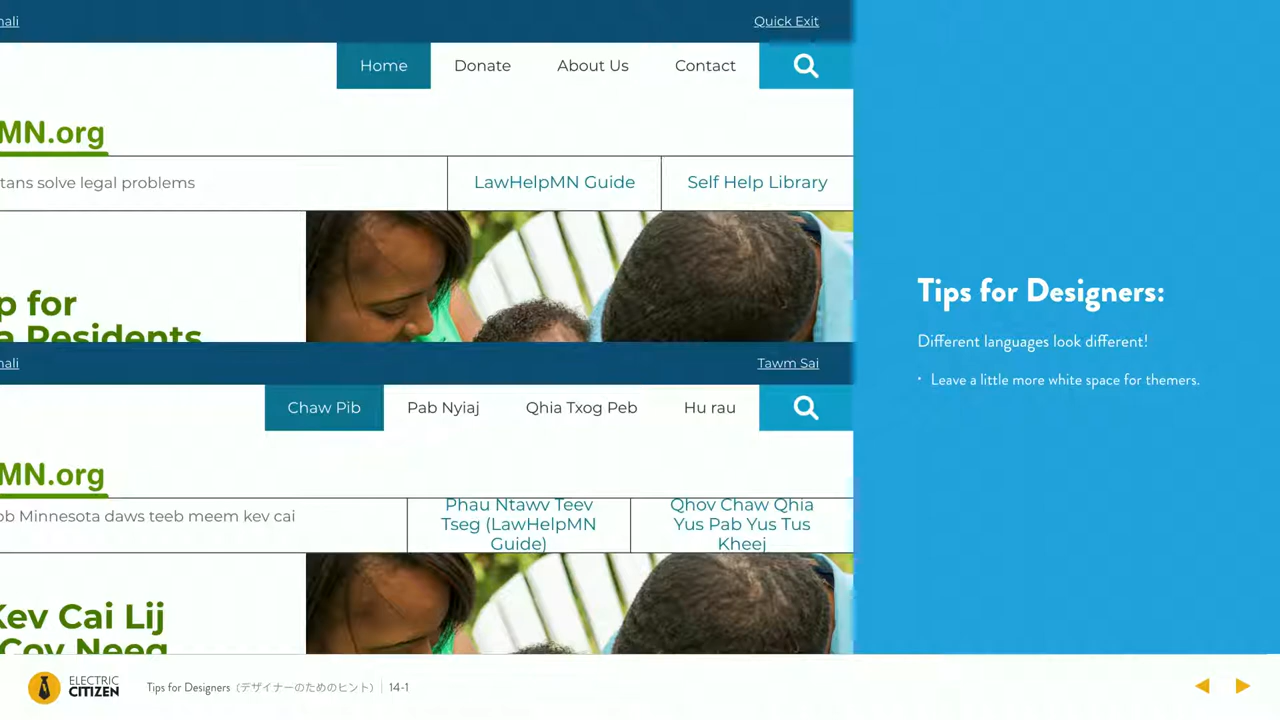 nali
Quick Exit
Home
Donate
About Us
Contact
MN.org
tans solve legal problems
LawHelpMN Guide
Self Help Library
p for
a Residents
nali
Tawm Sai
Chaw Pib
Pab Nyiaj
Qhia Txog Peb
Hu rau
MN.org
ob Minnesota daws teeb meem kev cai
Phau Ntawv Teev
Tseg (LawHelpMN
Guide)
Qhov Chaw Qhia
Yus Pab Yus Tus
Kheej
Kev Cai Lij
Cov Neeg
Tips for Designers:
Different languages look different!
• Leave a little more white space for themers.
ELECTRIC
CITIZEN
Tips for Designers（デザイナーのためのヒント） 14-1